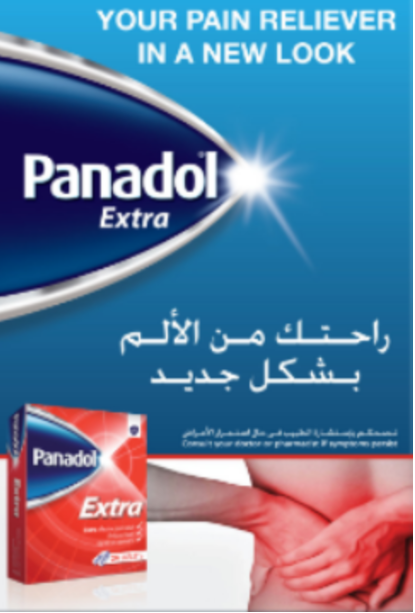 YOUR PAIN RELIEVER
IN A NEW LOOK
Panadol
Extra
راحتك من الألم
بشكل جديد
Consult your doctor or pharmacist if symptoms persist
Panadol
Extra
Extra